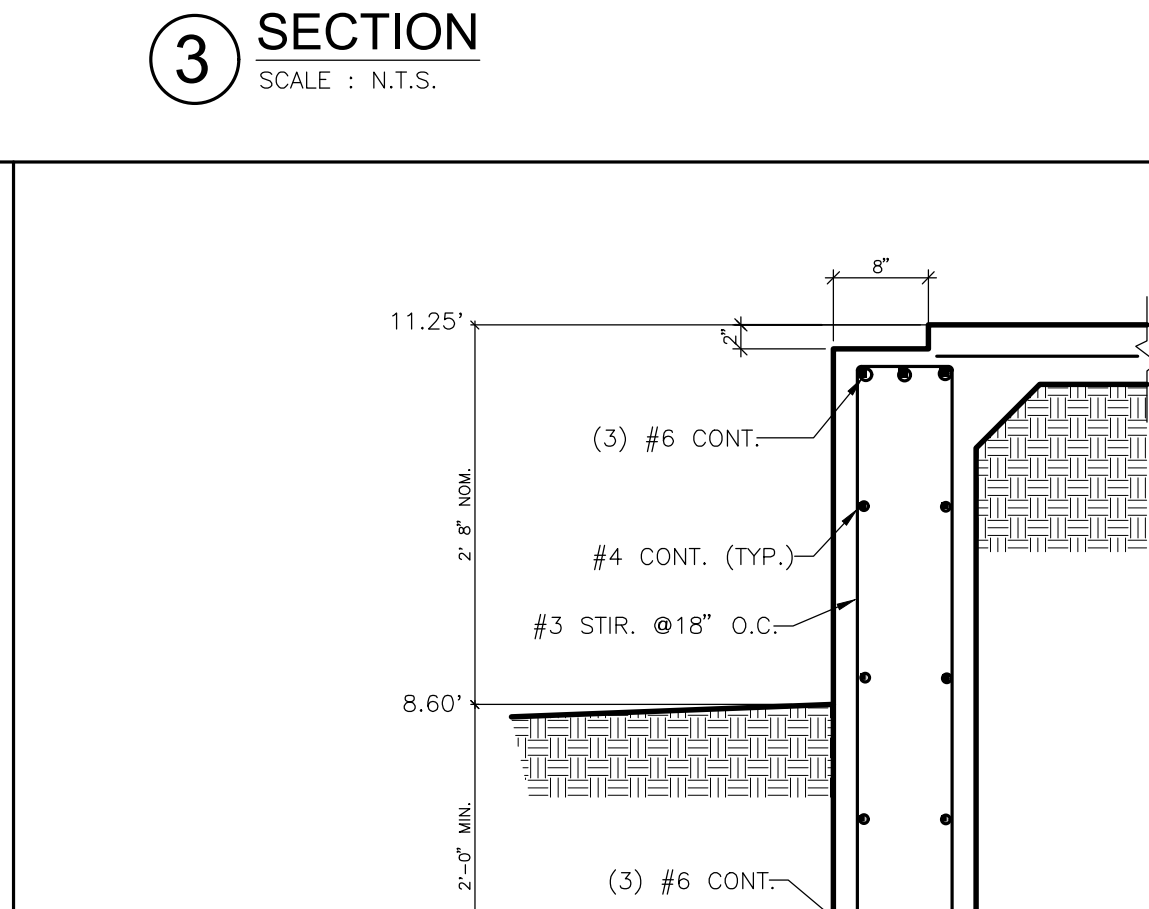 3 SECTION
SCALE : N.T.S.
8"
11.25'
2"
(3) #6 CONT.
2' 8" NOM.
#4 CONT. (TYP.)
#3 STIR. @18" O.C.
8.60'
2'-0" MIN.
(3) #6 CONT.